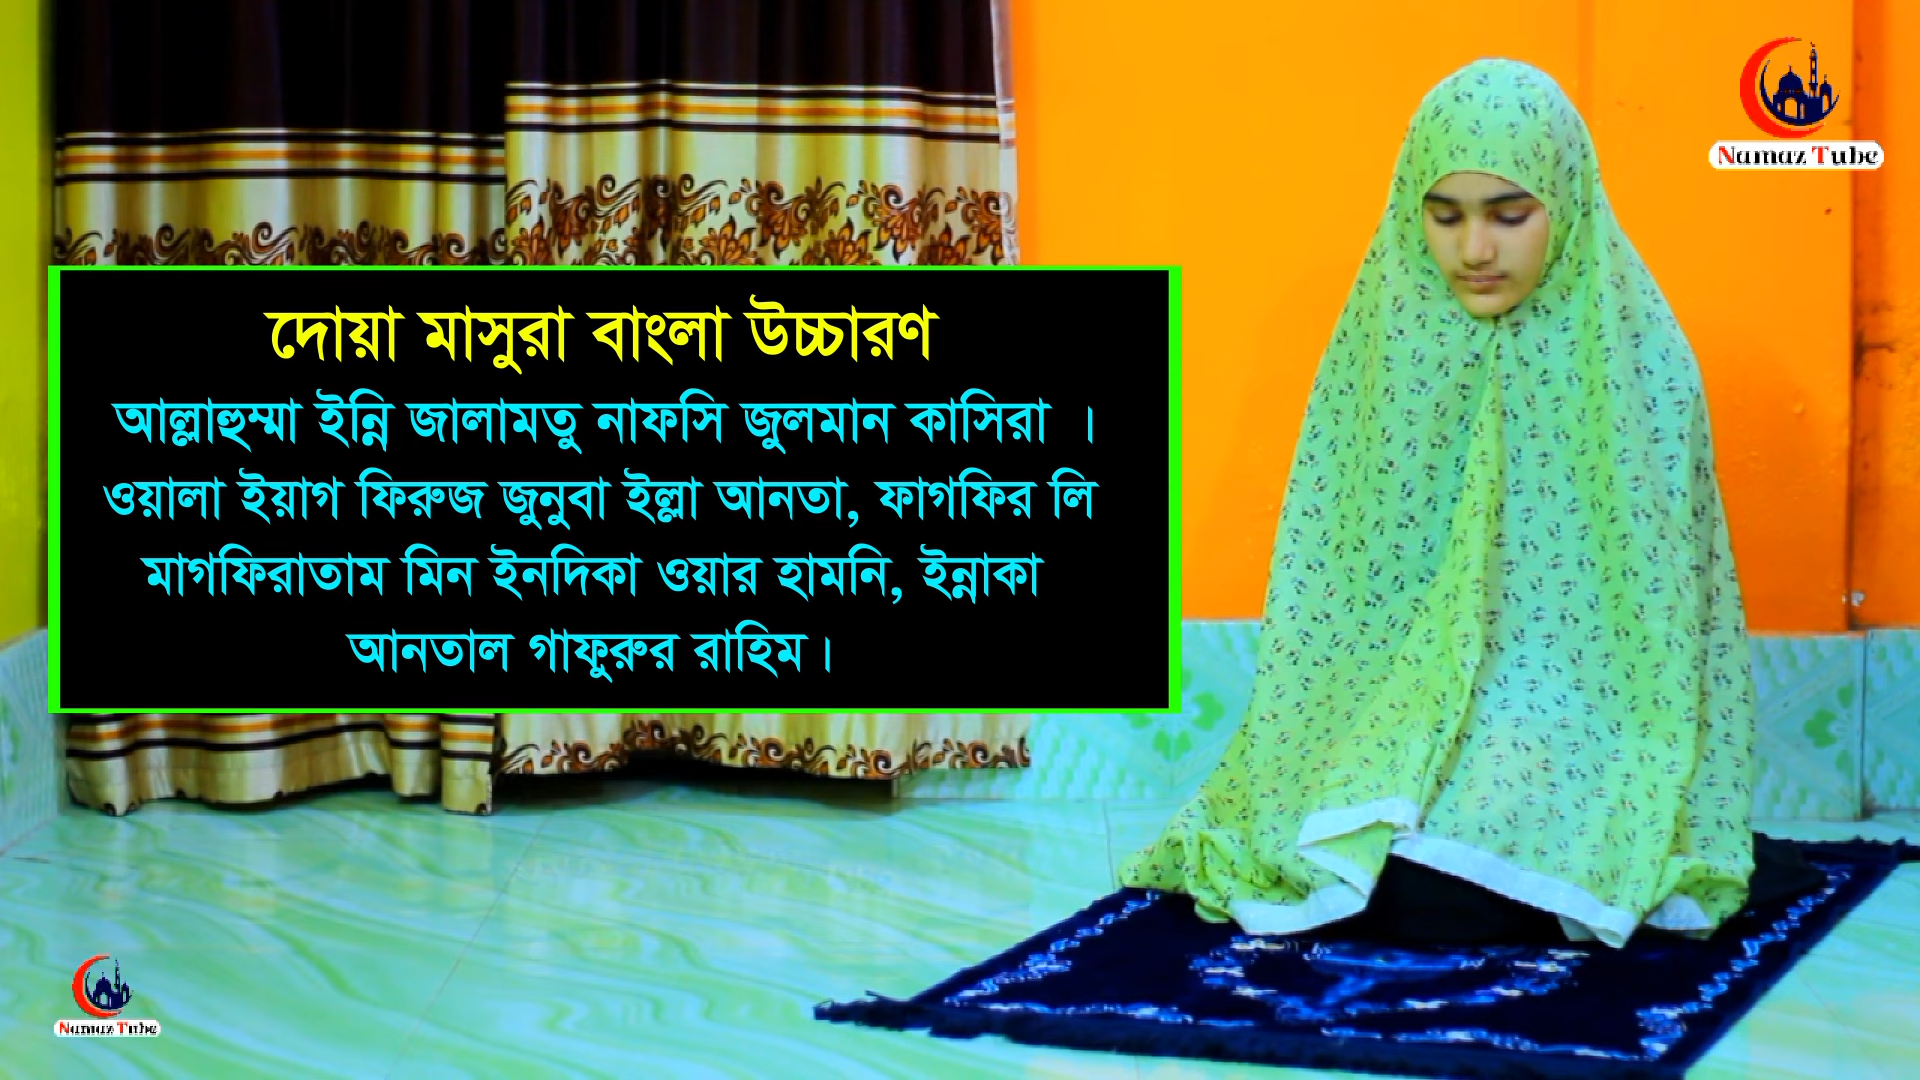 Namaz Tube
দোয়া মাসুরা বাংলা উচ্চারণ
আল্লাহুম্মা ইন্নি জালামতু নাফসি জুলমান কাসিরা ।
ওয়ালা ইয়াগ ফিরুজ জুনুবা ইল্লা আনতা, ফাগফির লি
মাগফিরাতাম মিন ইনদিকা ওয়ার হামনি, ইন্নাকা
আনতাল গাফুরুর রাহিম।
Namaz Tube